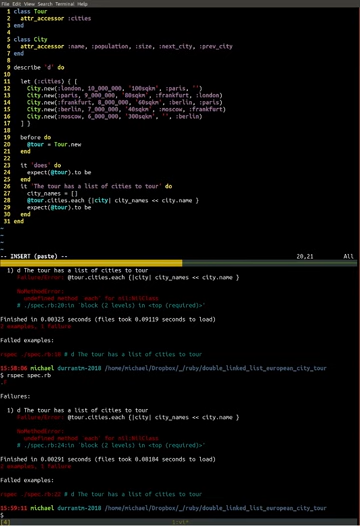 File Edit View Search Terminal Help
1 class Tour
2 attr_accessor :cities
3 end
4
5 class City
6 attr_accessor :name, :population, :size, :next_city, :prev_city
7 end
8
9 describe 'd' do
10
11 let (:cities) { [
12 City.new(:london, 10_000_000, '100sqkm', :paris, '')
13 City.new(:paris, 9_000_000, '80sqkm', :frankfurt, :london)
14 City.new(:frankfurt, 8_000_000, '60sqkm', :berlin, :paris)
15 City.new(:berlin, 7_000_000, '40sqkm', :moscow, :frankfurt)
16 City.new(:moscow, 6_000_000, '300sqkm', '', :berlin)
17 ] }
18
19 before do
20 @tour = Tour.new
21 end
22
23 it 'does' do
24 expect(@tour).to be
25 end
26 it 'The tour has a list of cities to tour' do
27 city_names = []
28 @tour.cities.each {|city| city_names << city.name }
29 expect(@tour).to be
30 end
31 end
~
~
~
-- INSERT (paste) -- 20,21 All
1) d The tour has a list of cities to tour
Failure/Error: @tour.cities.each {|city| city_names << city.name }
NoMethodError:
undefined method `each' for nil:NilClass
# ./spec.rb:20:in `block (2 levels) in <top (required)>'
Finished in 0.00325 seconds (files took 0.09119 seconds to load)
2 examples, 1 failure
Failed examples:
rspec ./spec.rb:18 # d The tour has a list of cities to tour
15:58:06 michael durrantm-2018 /home/michael/Dropbox/_/ruby/double_linked_list_european_city_tour
$ rspec spec.rb
.F
Failures:
1) d The tour has a list of cities to tour
Failure/Error: @tour.cities.each {|city| city_names << city.name }
NoMethodError:
undefined method `each' for nil:NilClass
# ./spec.rb:24:in `block (2 levels) in <top (required)>'
Finished in 0.00291 seconds (files took 0.00184 seconds to load)
2 examples, 1 failure
Failed examples:
rspec ./spec.rb:22 # d The tour has a list of cities to tour
15:59:11 michael durrantm-2018 /home/michael/Dropbox/_/ruby/double_linked_list_european_city_tour
$